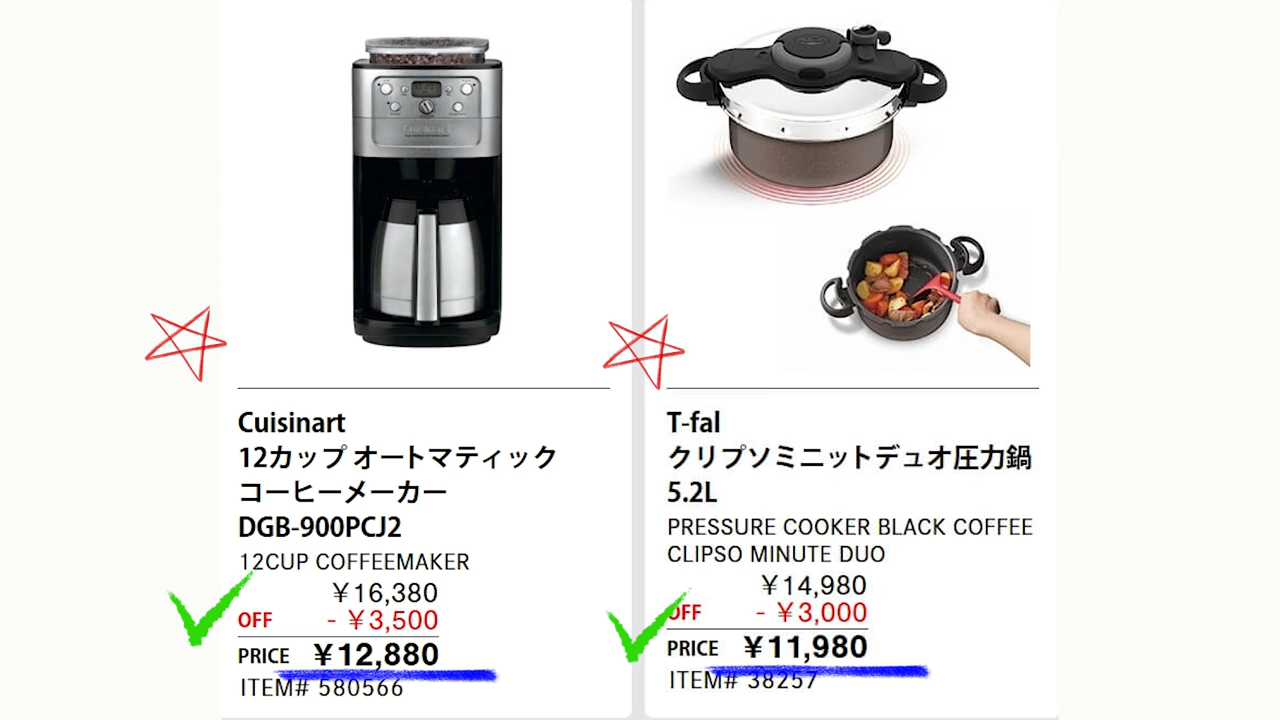 Cuisinart
12カップ オートマティック
コーヒーメーカー
DGB-900PCJ2
12CUP COFFEEMAKER
¥16,380
OFF - ¥3,500
PRICE ¥12,880
ITEM# 580566
T-fal
クリプソミニットデュオ圧力鍋
5.2L
PRESSURE COOKER BLACK COFFEE
CLIPSO MINUTE DUO
¥14,980
OFF - ¥3,000
PRICE ¥11,980
ITEM# 38257